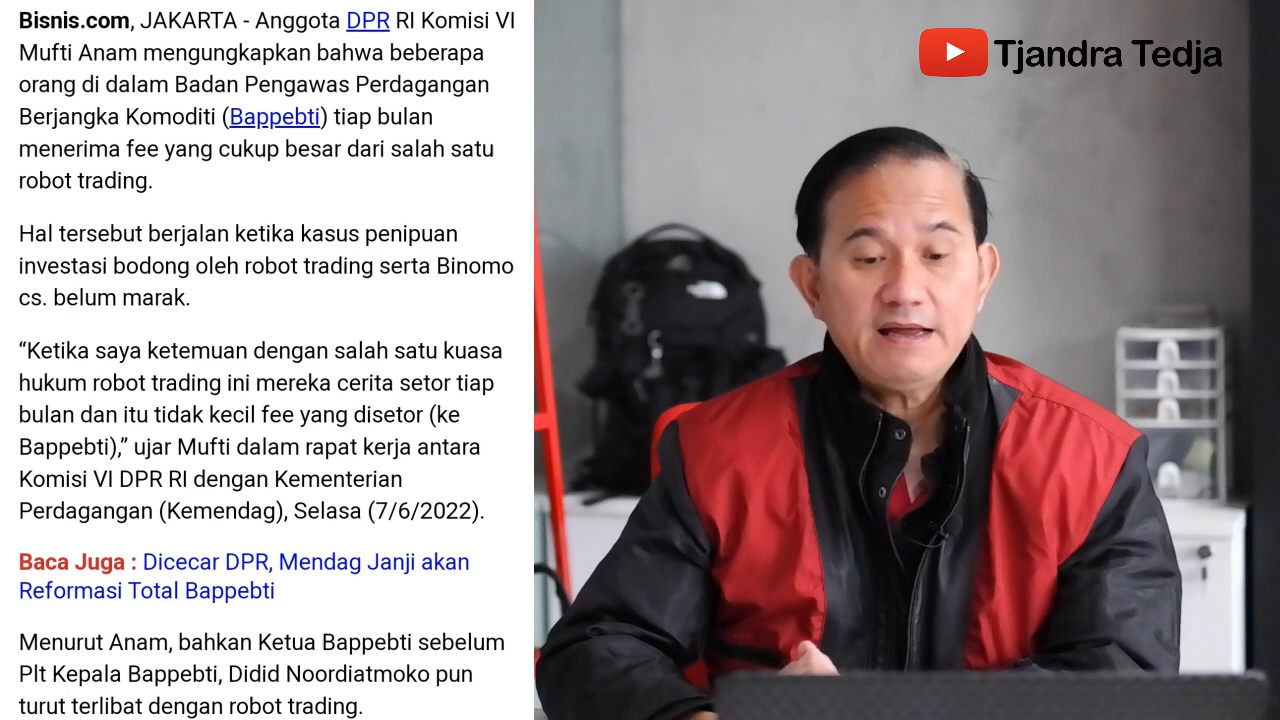 Bisnis.com, JAKARTA - Anggota DPR RI Komisi VI
Mufti Anam mengungkapkan bahwa beberapa
orang di dalam Badan Pengawas Perdagangan
Berjangka Komoditi (Bappebti) tiap bulan
menerima fee yang cukup besar dari salah satu
robot trading.
Hal tersebut berjalan ketika kasus penipuan
investasi bodong oleh robot trading serta Binomo
cs. belum marak.
“Ketika saya ketemuan dengan salah satu kuasa
hukum robot trading ini mereka cerita setor tiap
bulan dan itu tidak kecil fee yang disetor (ke
Bappebti),” ujar Mufti dalam rapat kerja antara
Komisi VI DPR RI dengan Kementerian
Perdagangan (Kemendag), Selasa (7/6/2022).
Baca Juga : Dicecar DPR, Mendag Janji akan
Reformasi Total Bappebti
Menurut Anam, bahkan Ketua Bappebti sebelum
Plt Kepala Bappebti, Didid Noordiatmoko pun
turut terlibat dengan robot trading.
Tjandra Tedja